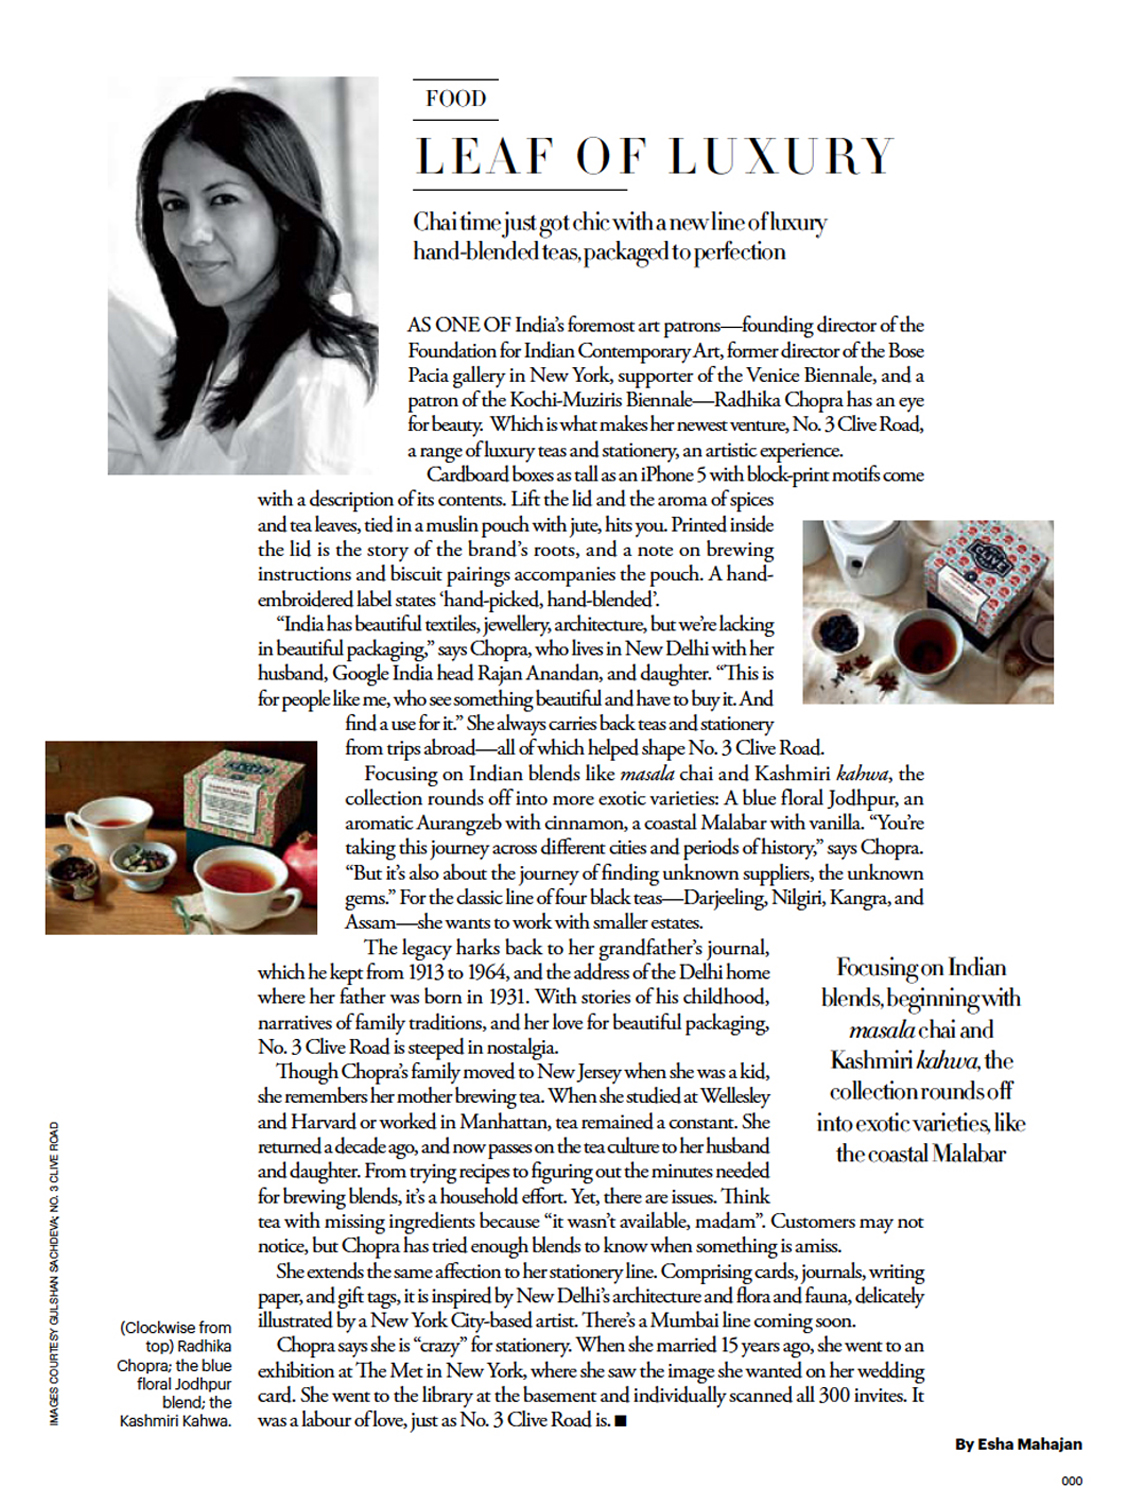 FOOD
LEAF OF LUXURY
Chai time just got chic with a new line of luxury
hand-blended teas, packaged to perfection
AS ONE OF India’s foremost art patrons—founding director of the
Foundation for Indian Contemporary Art, former director of the Bose
Pacia gallery in New York, supporter of the Venice Biennale, and a
patron of the Kochi-Muziris Biennale—Radhika Chopra has an eye
for beauty. Which is what makes her newest venture, No. 3 Clive Road,
a range of luxury teas and stationery, an artistic experience.
Cardboard boxes as tall as an iPhone 5 with block-print motifs come
with a description of its contents. Lift the lid and the aroma of spices
and tea leaves, tied in a muslin pouch with jute, hits you. Printed inside
the lid is the story of the brand’s roots, and a note on brewing
instructions and biscuit pairings accompanies the pouch. A hand-
embroidered label states ‘hand-picked, hand-blended’.
“India has beautiful textiles, jewellery, architecture, but we’re lacking
in beautiful packaging,” says Chopra, who lives in New Delhi with her
husband, Google India head Rajan Anandan, and daughter. “This is
for people like me, who see something beautiful and have to buy it. And
find a use for it.” She always carries back teas and stationery
from trips abroad—all of which helped shape No. 3 Clive Road.
Focusing on Indian blends like masala chai and Kashmiri kahwa, the
collection rounds off into more exotic varieties: A blue floral Jodhpur, an
aromatic Aurangzeb with cinnamon, a coastal Malabar with vanilla. “You’re
taking this journey across different cities and periods of history,” says Chopra.
“But it’s also about the journey of finding unknown suppliers, the unknown
gems.” For the classic line of four black teas—Darjeeling, Nilgiri, Kangra, and
Assam—she wants to work with smaller estates.
The legacy harks back to her grandfather’s journal,
which he kept from 1913 to 1964, and the address of the Delhi home
where her father was born in 1931. With stories of his childhood,
narratives of family traditions, and her love for beautiful packaging,
No. 3 Clive Road is steeped in nostalgia.
Though Chopra’s family moved to New Jersey when she was a kid,
she remembers her mother brewing tea. When she studied at Wellesley
and Harvard or worked in Manhattan, tea remained a constant. She
returned a decade ago, and now passes on the tea culture to her husband
and daughter. From trying recipes to figuring out the minutes needed
for brewing blends, it’s a household effort. Yet, there are issues. Think
tea with missing ingredients because “it wasn’t available, madam”. Customers may not
notice, but Chopra has tried enough blends to know when something is amiss.
She extends the same affection to her stationery line. Comprising cards, journals, writing
paper, and gift tags, it is inspired by New Delhi’s architecture and flora and fauna, delicately
illustrated by a New York City-based artist. There’s a Mumbai line coming soon.
Chopra says she is “crazy” for stationery. When she married 15 years ago, she went to an
exhibition at The Met in New York, where she saw the image she wanted on her wedding
card. She went to the library at the basement and individually scanned all 300 invites. It
was a labour of love, just as No. 3 Clive Road is. ■
Focusing on Indian
blends, beginning with
masala chai and
Kashmiri kahwa, the
collection rounds off
into exotic varieties, like
the coastal Malabar
(Clockwise from
top) Radhika
Chopra; the blue
floral Jodhpur
blend; the
Kashmiri Kahwa.
IMAGES COURTESY GULSHAN SACHDEVA; NO. 3 CLIVE ROAD
By Esha Mahajan
000